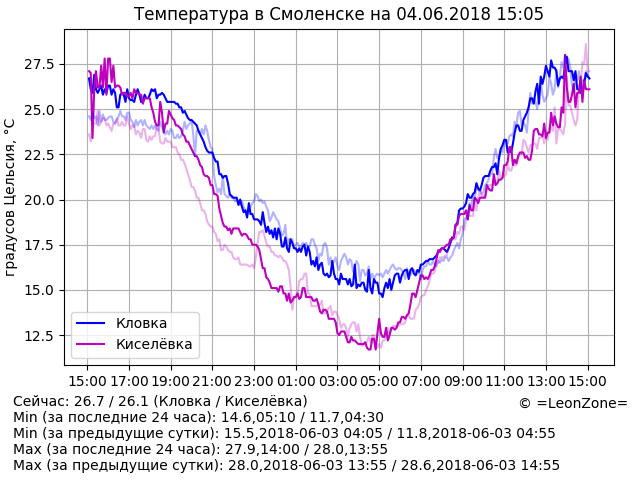 Температура в Смоленске на 04.06.2018 15:05
градусов Цельсия, °C
27.5
25.0
22.5
20.0
17.5
15.0
12.5
Кловка
Киселёвка
15:00 17:00 19:00 21:00 23:00 01:00 03:00 05:00 07:00 09:00 11:00 13:00 15:00
Сейчас: 26.7 / 26.1 (Кловка / Киселёвка)
© =LeonZone=
Min (за последние 24 часа): 14.6,05:10 / 11.7,04:30
Min (за предыдущие сутки): 15.5,2018-06-03 04:05 / 11.8,2018-06-03 04:55
Max (за последние 24 часа): 27.9,14:00 / 28.0,13:55
Max (за предыдущие сутки): 28.0,2018-06-03 13:55 / 28.6,2018-06-03 14:55